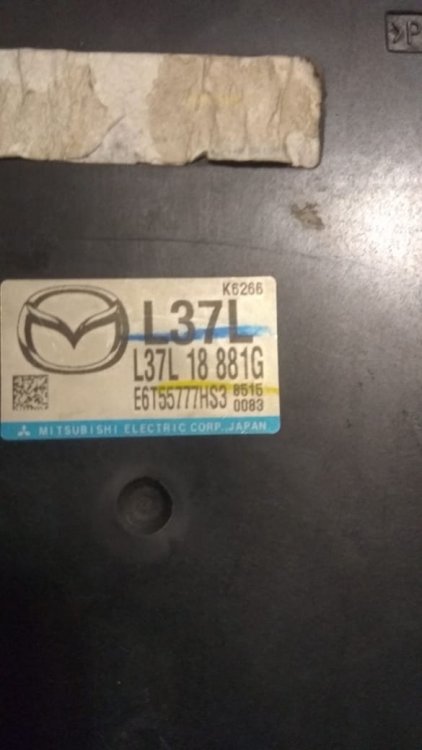 >P
K6266
L37L
L37L 18 881G
E6T55777HS3 8515
0083
MITSUBISHI ELECTRIC CORP., JAPAN